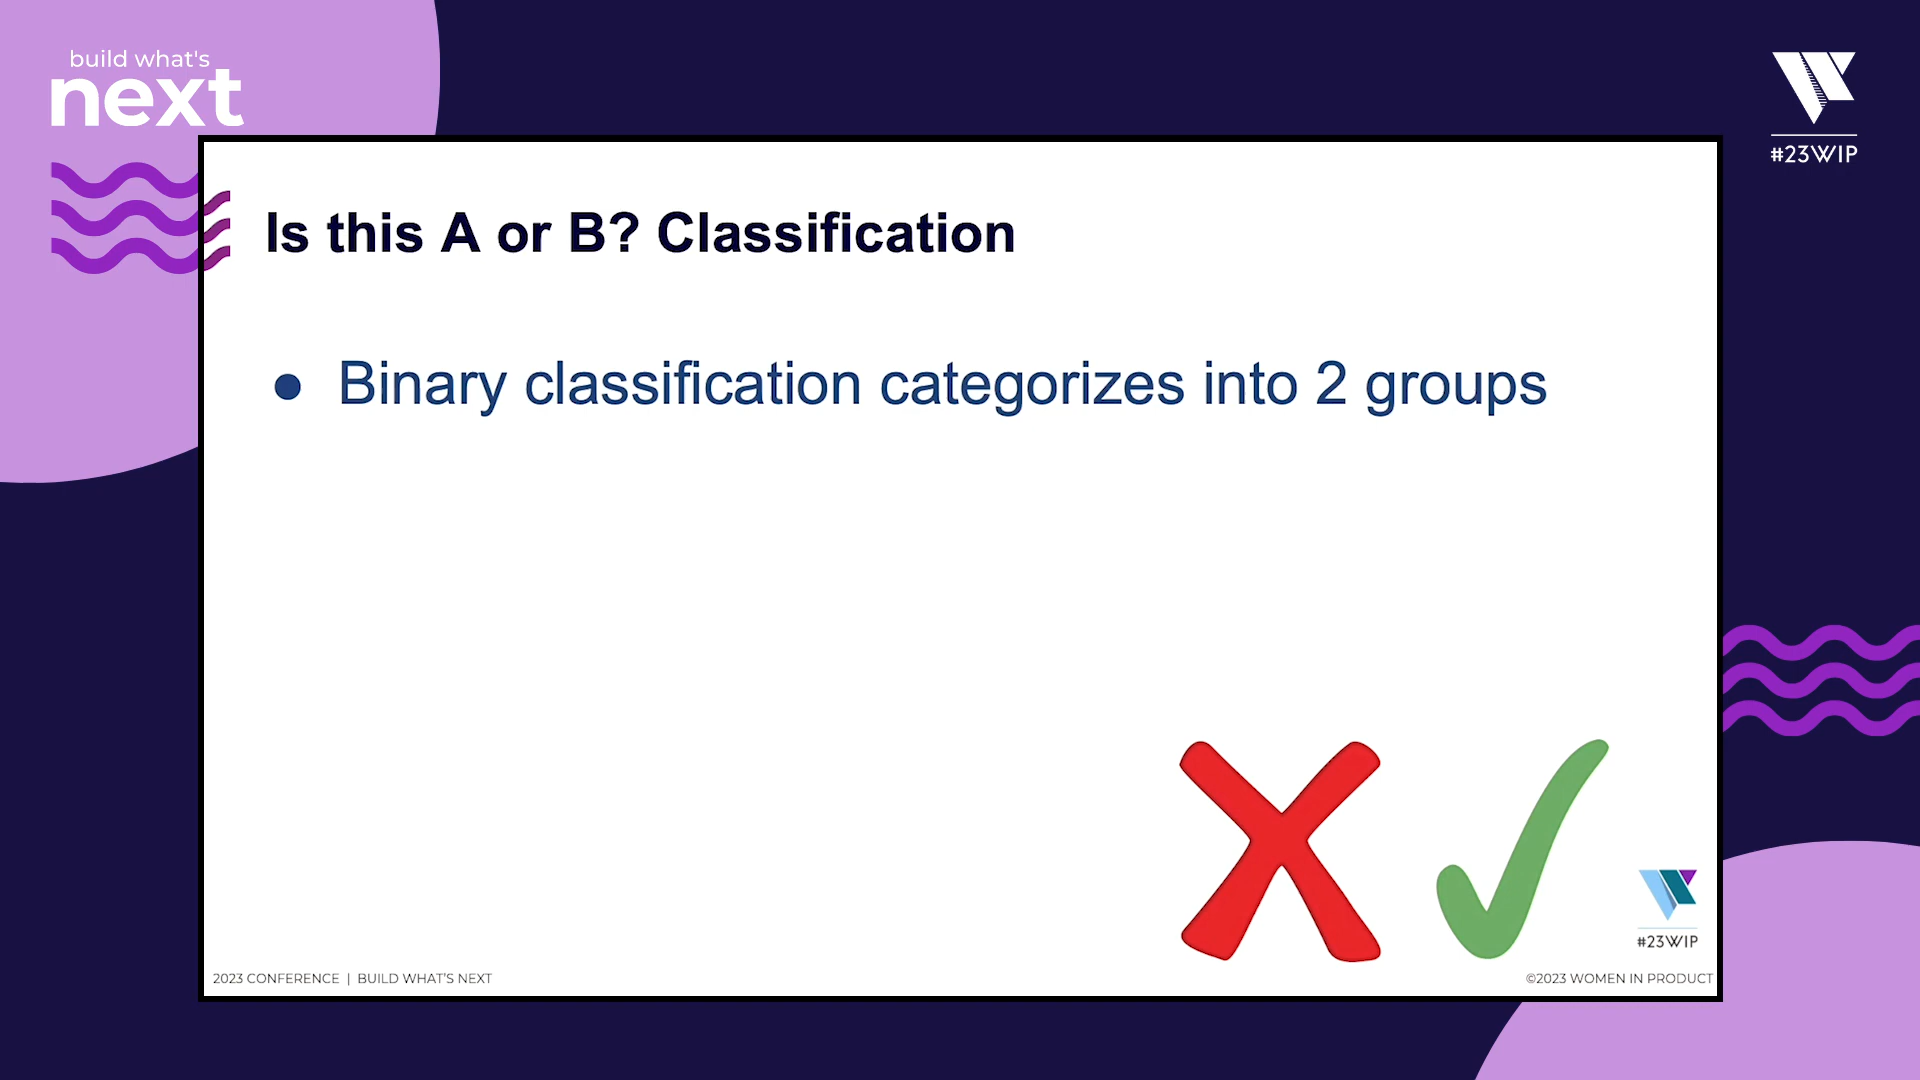 build what's
next
#23WIP
Is this A or B? Classification
● Binary classification categorizes into 2 groups
#23WIP
2023 CONFERENCE | BUILD WHAT'S NEXT
©2023 WOMEN IN PRODUCT